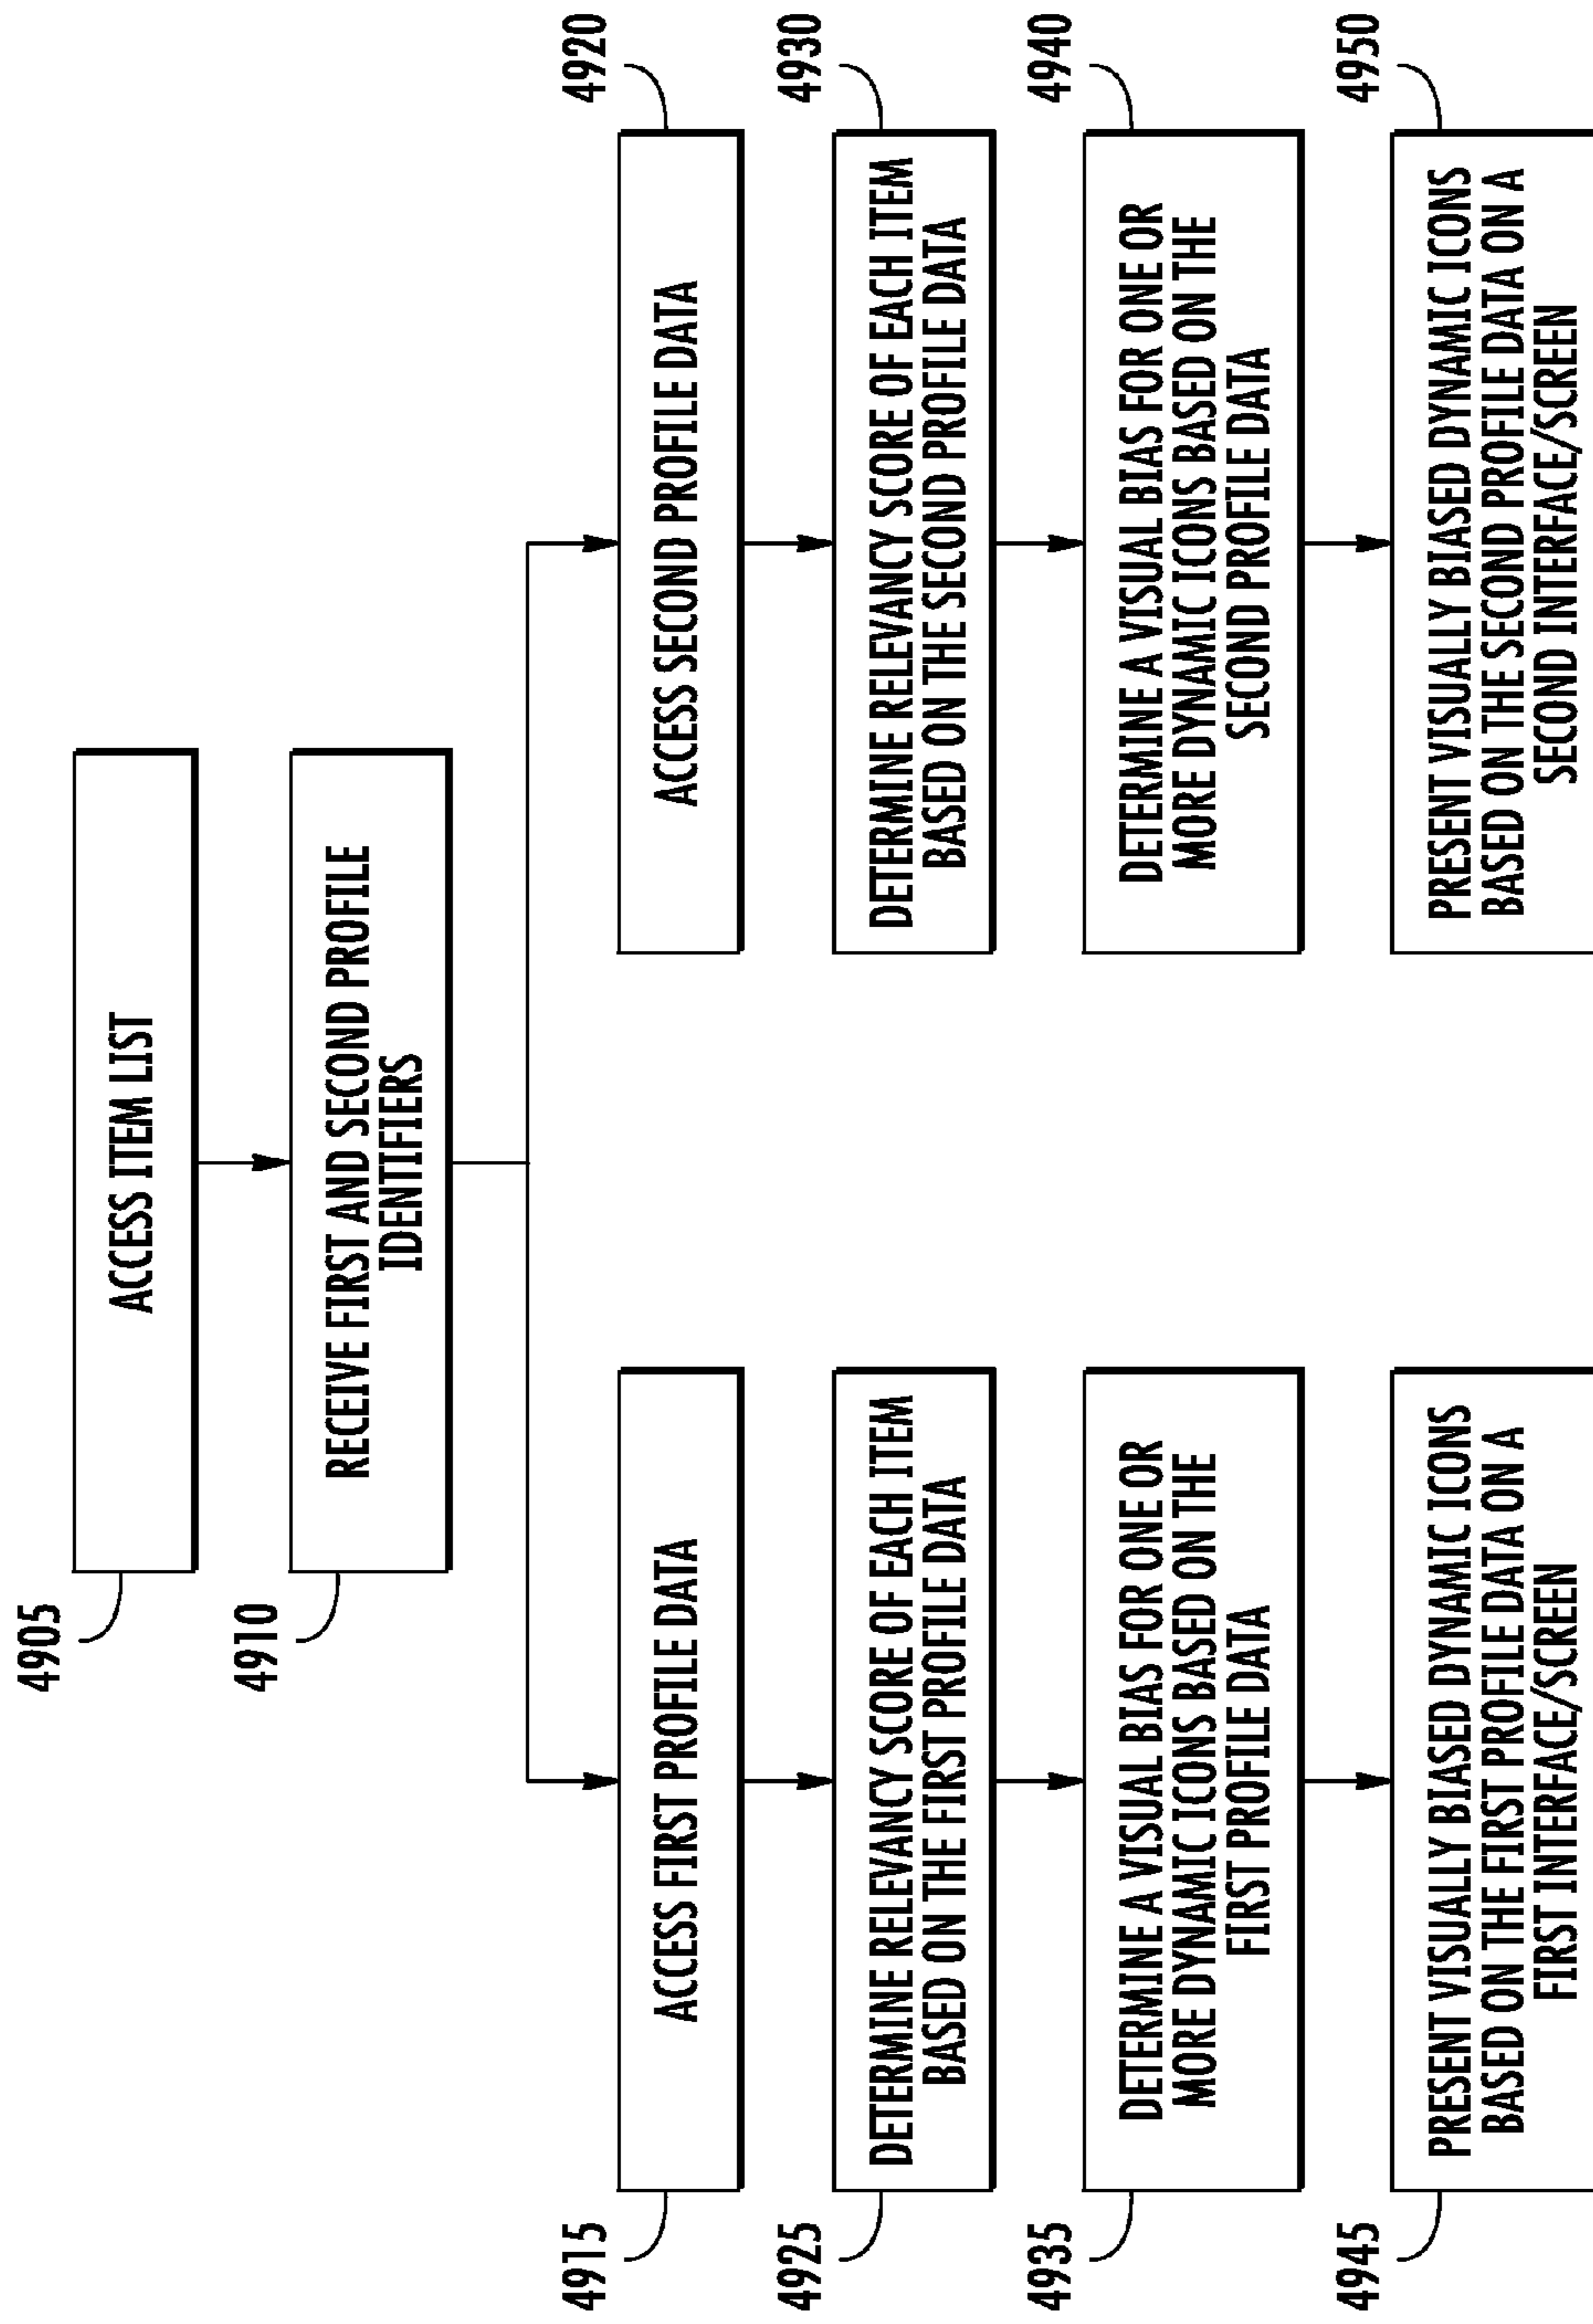 4905
ACCESS ITEM LIST
4910
RECEIVE FIRST AND SECOND PROFILE
IDENTIFIERS
4915
ACCESS FIRST PROFILE DATA
ACCESS SECOND PROFILE DATA
4920
4925
DETERMINE RELEVANCY SCORE OF EACH ITEM
BASED ON THE FIRST PROFILE DATA
DETERMINE RELEVANCY SCORE OF EACH ITEM
BASED ON THE SECOND PROFILE DATA
4930
4935
DETERMINE A VISUAL BIAS FOR ONE OR
MORE DYNAMIC ICONS BASED ON THE
FIRST PROFILE DATA
DETERMINE A VISUAL BIAS FOR ONE OR
MORE DYNAMIC ICONS BASED ON THE
SECOND PROFILE DATA
4940
4945
PRESENT VISUALLY BIASED DYNAMIC ICONS
BASED ON THE FIRST PROFILE DATA ON A
FIRST INTERFACE/SCREEN
PRESENT VISUALLY BIASED DYNAMIC ICONS
BASED ON THE SECOND PROFILE DATA ON A
SECOND INTERFACE/SCREEN
4950